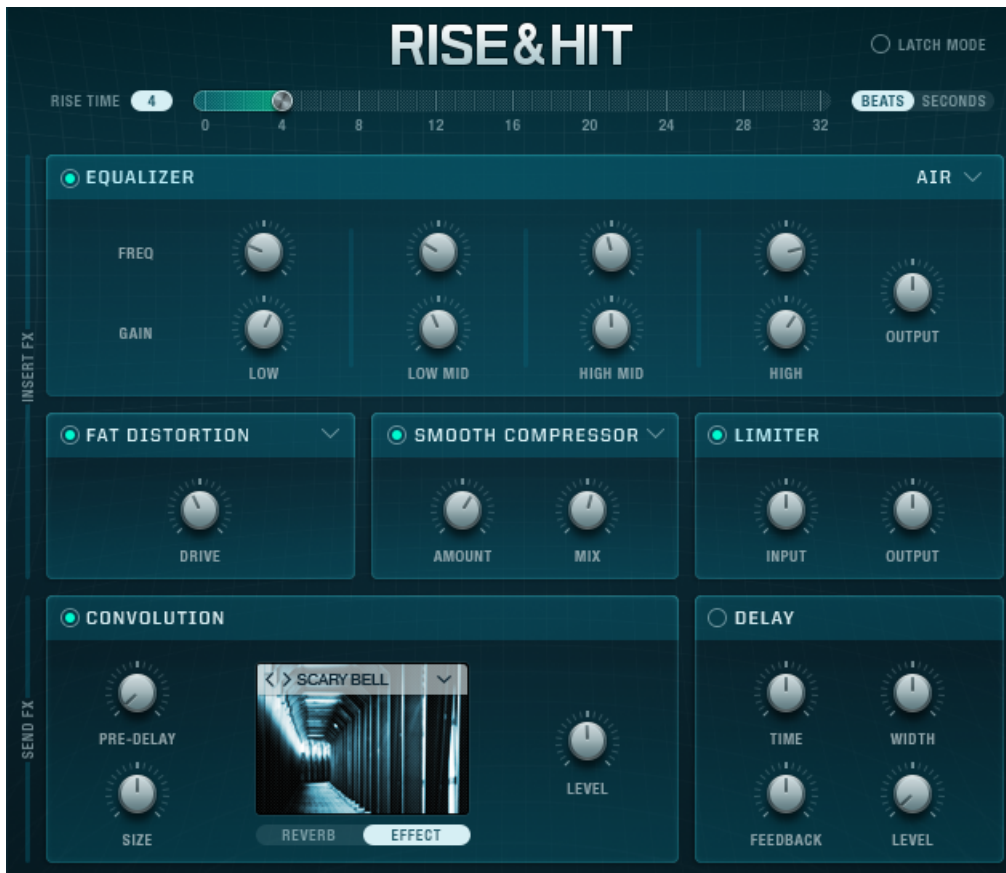 RISE&HIT
LATCH MODE
RISE TIME 4
BEATS SECONDS
0 4 8 12 16 20 24 28 32
EQUALIZER AIR
FREQ
GAIN
OUTPUT
LOW LOW MID HIGH MID HIGH
INSERT FX
FAT DISTORTION
DRIVE
SMOOTH COMPRESSOR
AMOUNT MIX
LIMITER
INPUT OUTPUT
SEND FX
CONVOLUTION
PRE-DELAY
SIZE
< > SCARY BELL
REVERB EFFECT
LEVEL
DELAY
TIME WIDTH
FEEDBACK LEVEL